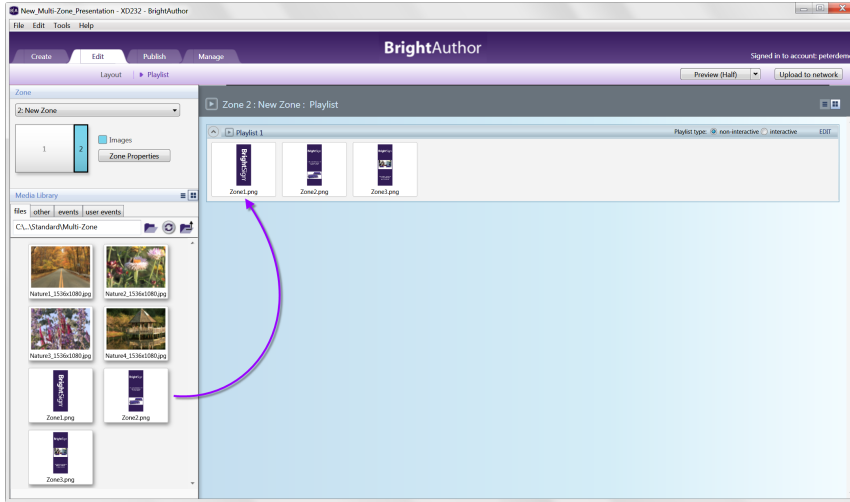 New_Multi-Zone_Presentation - XD232 - BrightAuthor
File Edit Tools Help
BrightAuthor
Create Edit Publish Manage
Signed in to account: peterdemo
Layout Playlist
Preview (Half) Upload to network
Zone
2: New Zone
Zone 2 : New Zone : Playlist
1 2
Images
Zone Properties
Playlist 1
Playlist type: non-interactive interactive EDIT
BrightSign
Zone1.png Zone2.png Zone3.png
Media Library
files other events user events
C:\...\Standard\Multi-Zone
Nature1_1536x1080.jpg Nature2_1536x1080.jpg
Nature3_1536x1080.jpg Nature4_1536x1080.jpg
BrightSign
Zone1.png Zone2.png
Zone3.png